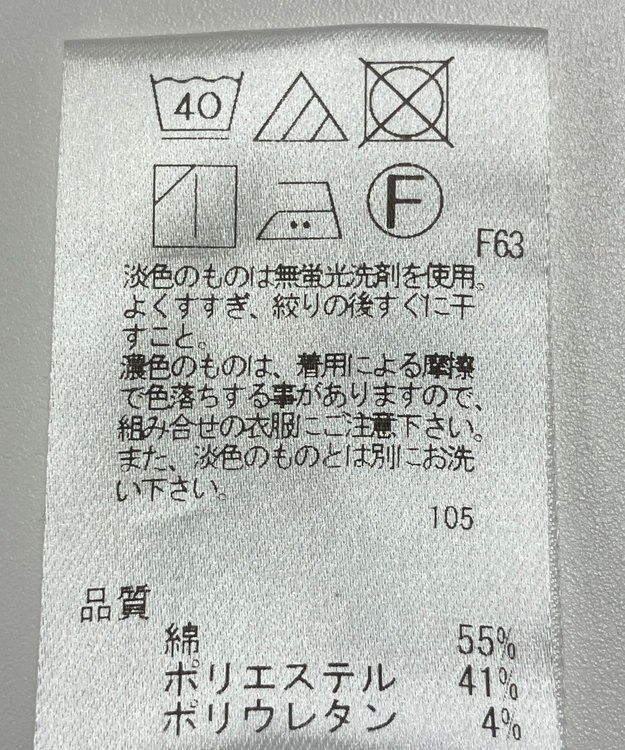 40
F
F63
淡色のものは無蛍光洗剤を使用。
よくすすぎ、絞りの後すぐに干
すこと。
濃色のものは、着用による摩擦
で色落ちする事がありますので、
組み合せの衣服にご注意下さい。
また、淡色のものとは別にお洗
い下さい。
105
品質
綿 55%
ポリエステル 41%
ポリウレタン 4%